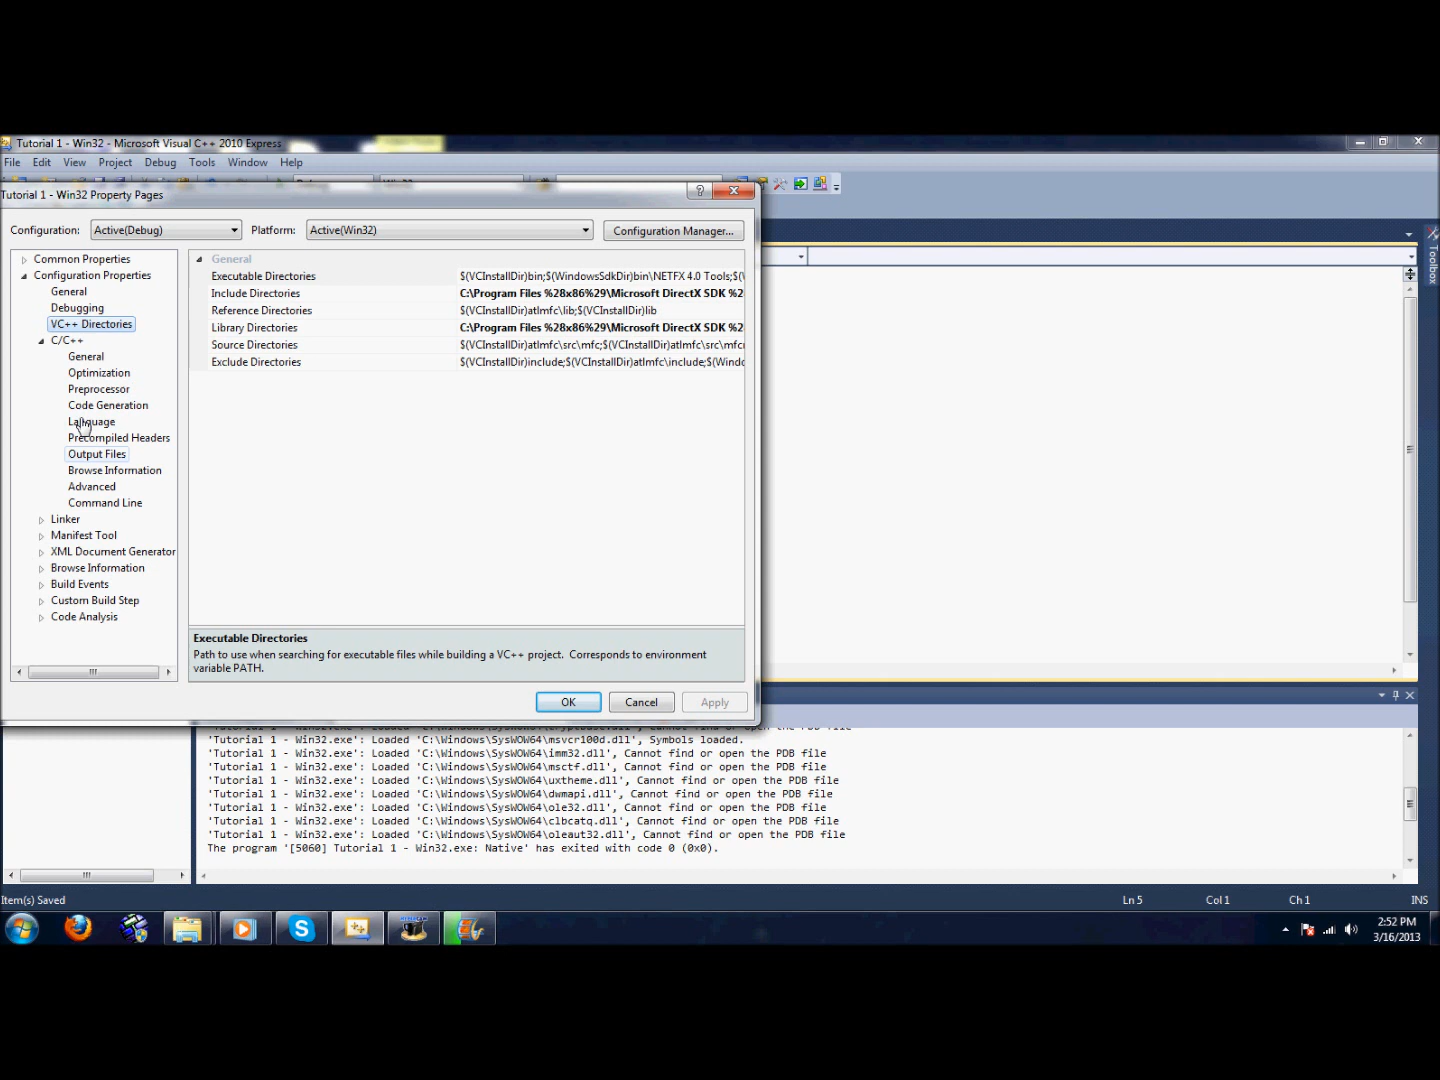 Tutorial 1 - Win32 - Microsoft Visual C++ 2010 Express
File Edit View Project Debug Tools Window Help
Tutorial 1 - Win32 Property Pages
Configuration: Active(Debug) Platform: Active(Win32) Configuration Manager...
Common Properties
Configuration Properties
General
Debugging
VC++ Directories
C/C++
General
Optimization
Preprocessor
Code Generation
Language
Precompiled Headers
Output Files
Browse Information
Advanced
Command Line
Linker
Manifest Tool
XML Document Generator
Browse Information
Build Events
Custom Build Step
Code Analysis
General
Executable Directories $(VCInstallDir)bin;$(WindowsSdkDir)bin\NETFX 4.0 Tools;$(
Include Directories C:\Program Files %28x86%29\Microsoft DirectX SDK %2
Reference Directories $(VCInstallDir)atlmfc\lib;$(VCInstallDir)lib
Library Directories C:\Program Files %28x86%29\Microsoft DirectX SDK %2
Source Directories $(VCInstallDir)atlmfc\src\mfc;$(VCInstallDir)atlmfc\src\mfc
Exclude Directories $(VCInstallDir)include;$(VCInstallDir)atlmfc\include;$(Wind
Executable Directories
Path to use when searching for executable files while building a VC++ project. Corresponds to environment
variable PATH.
OK Cancel Apply
Toolbox
'Tutorial 1 - Win32.exe': Loaded 'C:\Windows\SysWOW64\msvcr100d.dll', Symbols loaded.
'Tutorial 1 - Win32.exe': Loaded 'C:\Windows\SysWOW64\imm32.dll', Cannot find or open the PDB file
'Tutorial 1 - Win32.exe': Loaded 'C:\Windows\SysWOW64\msctf.dll', Cannot find or open the PDB file
'Tutorial 1 - Win32.exe': Loaded 'C:\Windows\SysWOW64\uxtheme.dll', Cannot find or open the PDB file
'Tutorial 1 - Win32.exe': Loaded 'C:\Windows\SysWOW64\dwmapi.dll', Cannot find or open the PDB file
'Tutorial 1 - Win32.exe': Loaded 'C:\Windows\SysWOW64\ole32.dll', Cannot find or open the PDB file
'Tutorial 1 - Win32.exe': Loaded 'C:\Windows\SysWOW64\clbcatq.dll', Cannot find or open the PDB file
'Tutorial 1 - Win32.exe': Loaded 'C:\Windows\SysWOW64\oleaut32.dll', Cannot find or open the PDB file
The program '[5060] Tutorial 1 - Win32.exe: Native' has exited with code 0 (0x0).
Item(s) Saved Ln 5 Col 1 Ch 1 INS
2:52 PM
3/16/2013